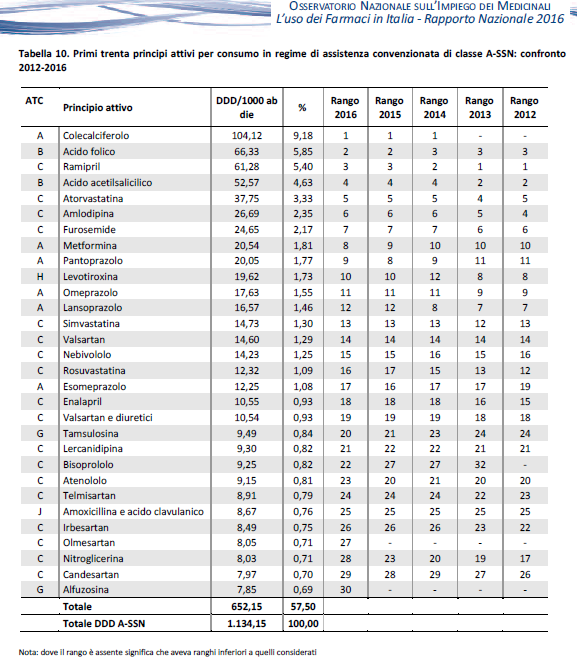 OSSERVATORIO NAZIONALE SULL'IMPIEGO DEI MEDICINALI
L'uso dei Farmaci in Italia - Rapporto Nazionale 2016
Tabella 10. Primi trenta principi attivi per consumo in regime di assistenza convenzionata di classe A-SSN: confronto
2012-2016
ATC Principio attivo DDD/1000 ab die % Rango 2016 Rango 2015 Rango 2014 Rango 2013 Rango 2012
A Colecalciferolo 104,12 9,18 1 1 1 - -
B Acido folico 66,33 5,85 2 2 3 3 3
C Ramipril 61,28 5,40 3 3 2 1 1
B Acido acetilsalicilico 52,57 4,63 4 4 4 2 2
C Atorvastatina 37,75 3,33 5 5 5 4 5
C Amlodipina 26,69 2,35 6 6 6 5 4
C Furosemide 24,65 2,17 7 7 7 6 6
A Metformina 20,54 1,81 8 9 10 10 10
A Pantoprazolo 20,05 1,77 9 8 9 11 11
H Levotiroxina 19,62 1,73 10 10 12 8 8
A Omeprazolo 17,63 1,55 11 11 11 9 9
A Lansoprazolo 16,57 1,46 12 12 8 7 7
C Simvastatina 14,73 1,30 13 13 13 12 13
C Valsartan 14,60 1,29 14 14 14 14 14
C Nebivololo 14,23 1,25 15 15 16 15 16
C Rosuvastatina 12,32 1,09 16 17 15 13 12
A Esomeprazolo 12,25 1,08 17 16 17 17 19
C Enalapril 10,55 0,93 18 18 18 16 15
C Valsartan e diuretici 10,54 0,93 19 19 19 18 18
G Tamsulosina 9,49 0,84 20 21 23 24 24
C Lercanidipina 9,30 0,82 21 22 22 21 21
C Bisoprololo 9,25 0,82 22 27 27 32 -
C Atenololo 9,15 0,81 23 20 21 20 20
C Telmisartan 8,91 0,79 24 24 24 22 23
J Amoxicillina e acido clavulanico 8,67 0,76 25 25 25 25 25
C Irbesartan 8,49 0,75 26 26 26 23 22
C Olmesartan 8,05 0,71 27 - - - -
C Nitroglicerina 8,03 0,71 28 23 20 19 17
C Candesartan 7,97 0,70 29 28 29 27 26
G Alfuzosina 7,85 0,69 30 - - - -
Totale 652,15 57,50
Totale DDD A-SSN 1.134,15 100,00
Nota: dove il rango è assente significa che aveva ranghi inferiori a quelli considerati